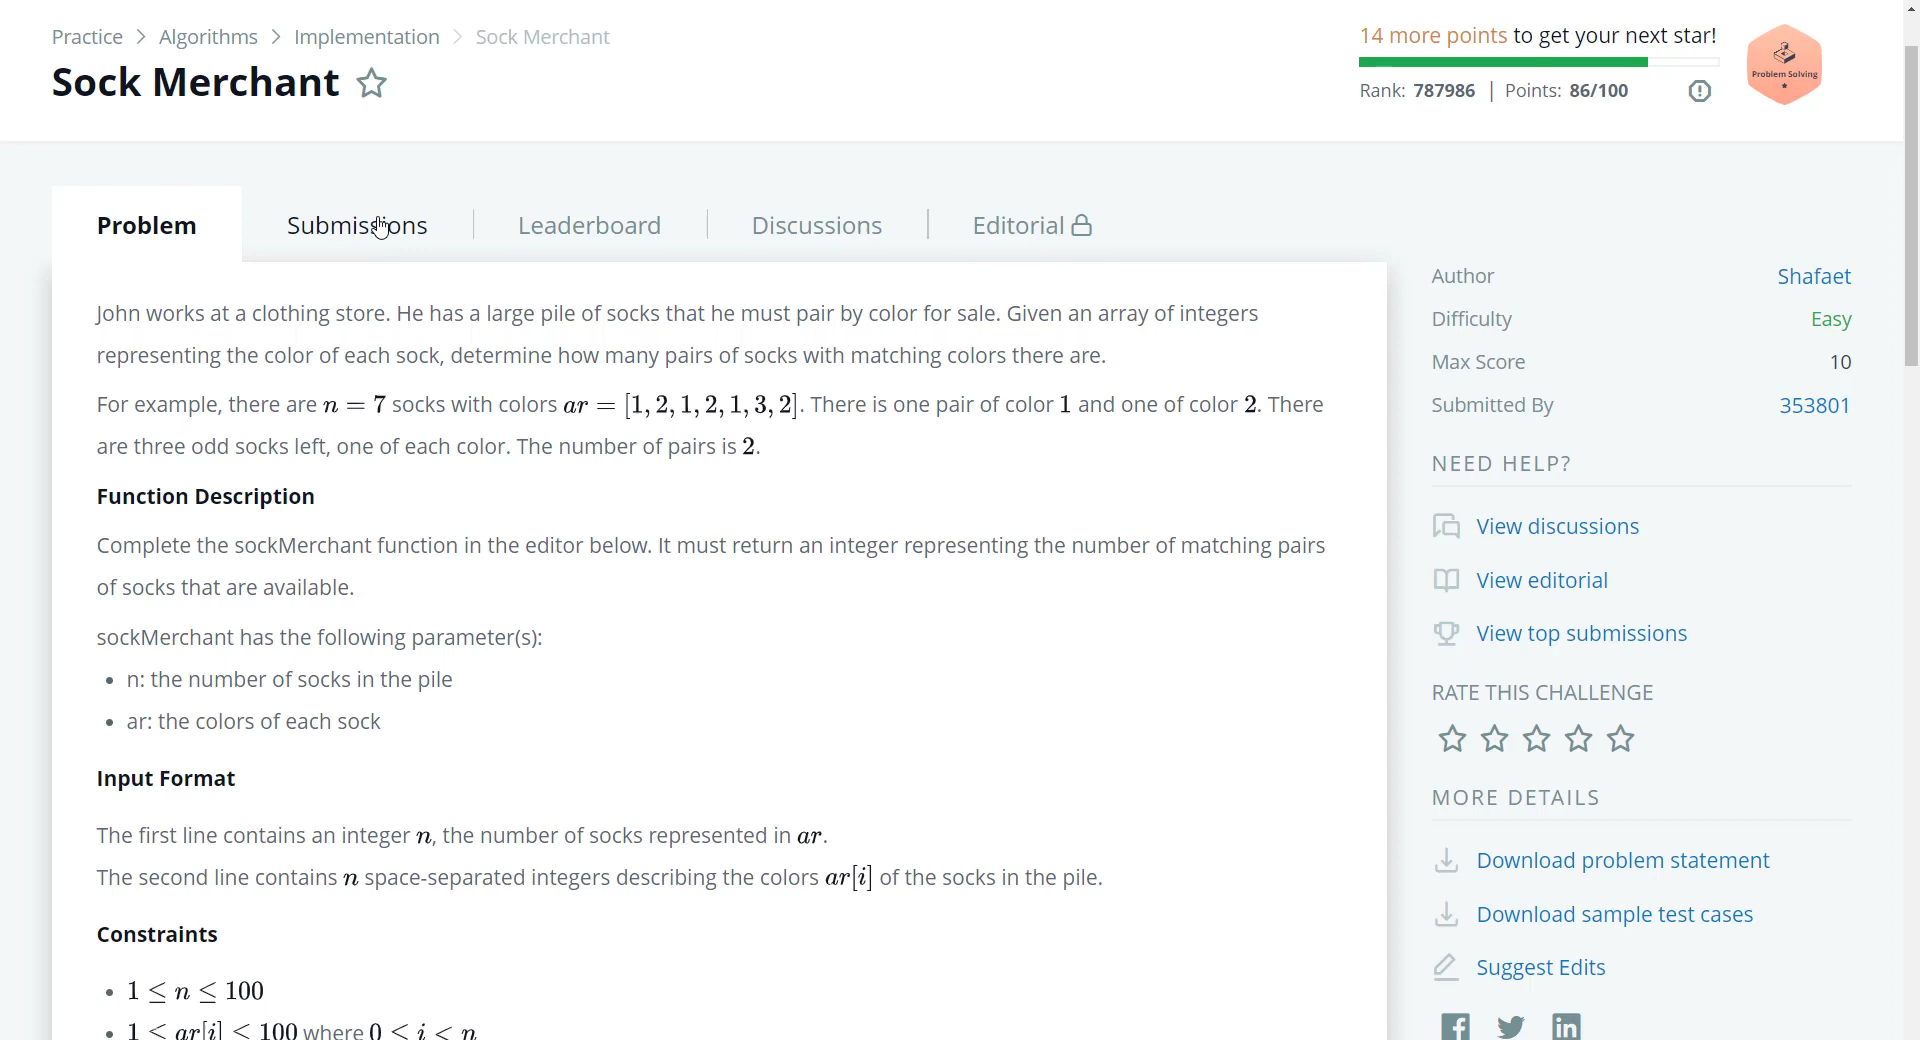 Practice > Algorithms > Implementation > Sock Merchant
Sock Merchant
14 more points to get your next star!
Rank: 787986 | Points: 86/100
Problem Solving
Problem
Submissions
Leaderboard
Discussions
Editorial
John works at a clothing store. He has a large pile of socks that he must pair by color for sale. Given an array of integers
representing the color of each sock, determine how many pairs of socks with matching colors there are.
For example, there are n = 7 socks with colors ar = [1, 2, 1, 2, 1, 3, 2]. There is one pair of color 1 and one of color 2. There
are three odd socks left, one of each color. The number of pairs is 2.
Function Description
Complete the sockMerchant function in the editor below. It must return an integer representing the number of matching pairs
of socks that are available.
sockMerchant has the following parameter(s):
• n: the number of socks in the pile
• ar: the colors of each sock
Input Format
The first line contains an integer n, the number of socks represented in ar.
The second line contains n space-separated integers describing the colors ar[i] of the socks in the pile.
Constraints
• 1 ≤ n ≤ 100
• 1 ≤ ar[i] ≤ 100 where 0 ≤ i < n
Author Shafaet
Difficulty Easy
Max Score 10
Submitted By 353801
NEED HELP?
View discussions
View editorial
View top submissions
RATE THIS CHALLENGE
MORE DETAILS
Download problem statement
Download sample test cases
Suggest Edits